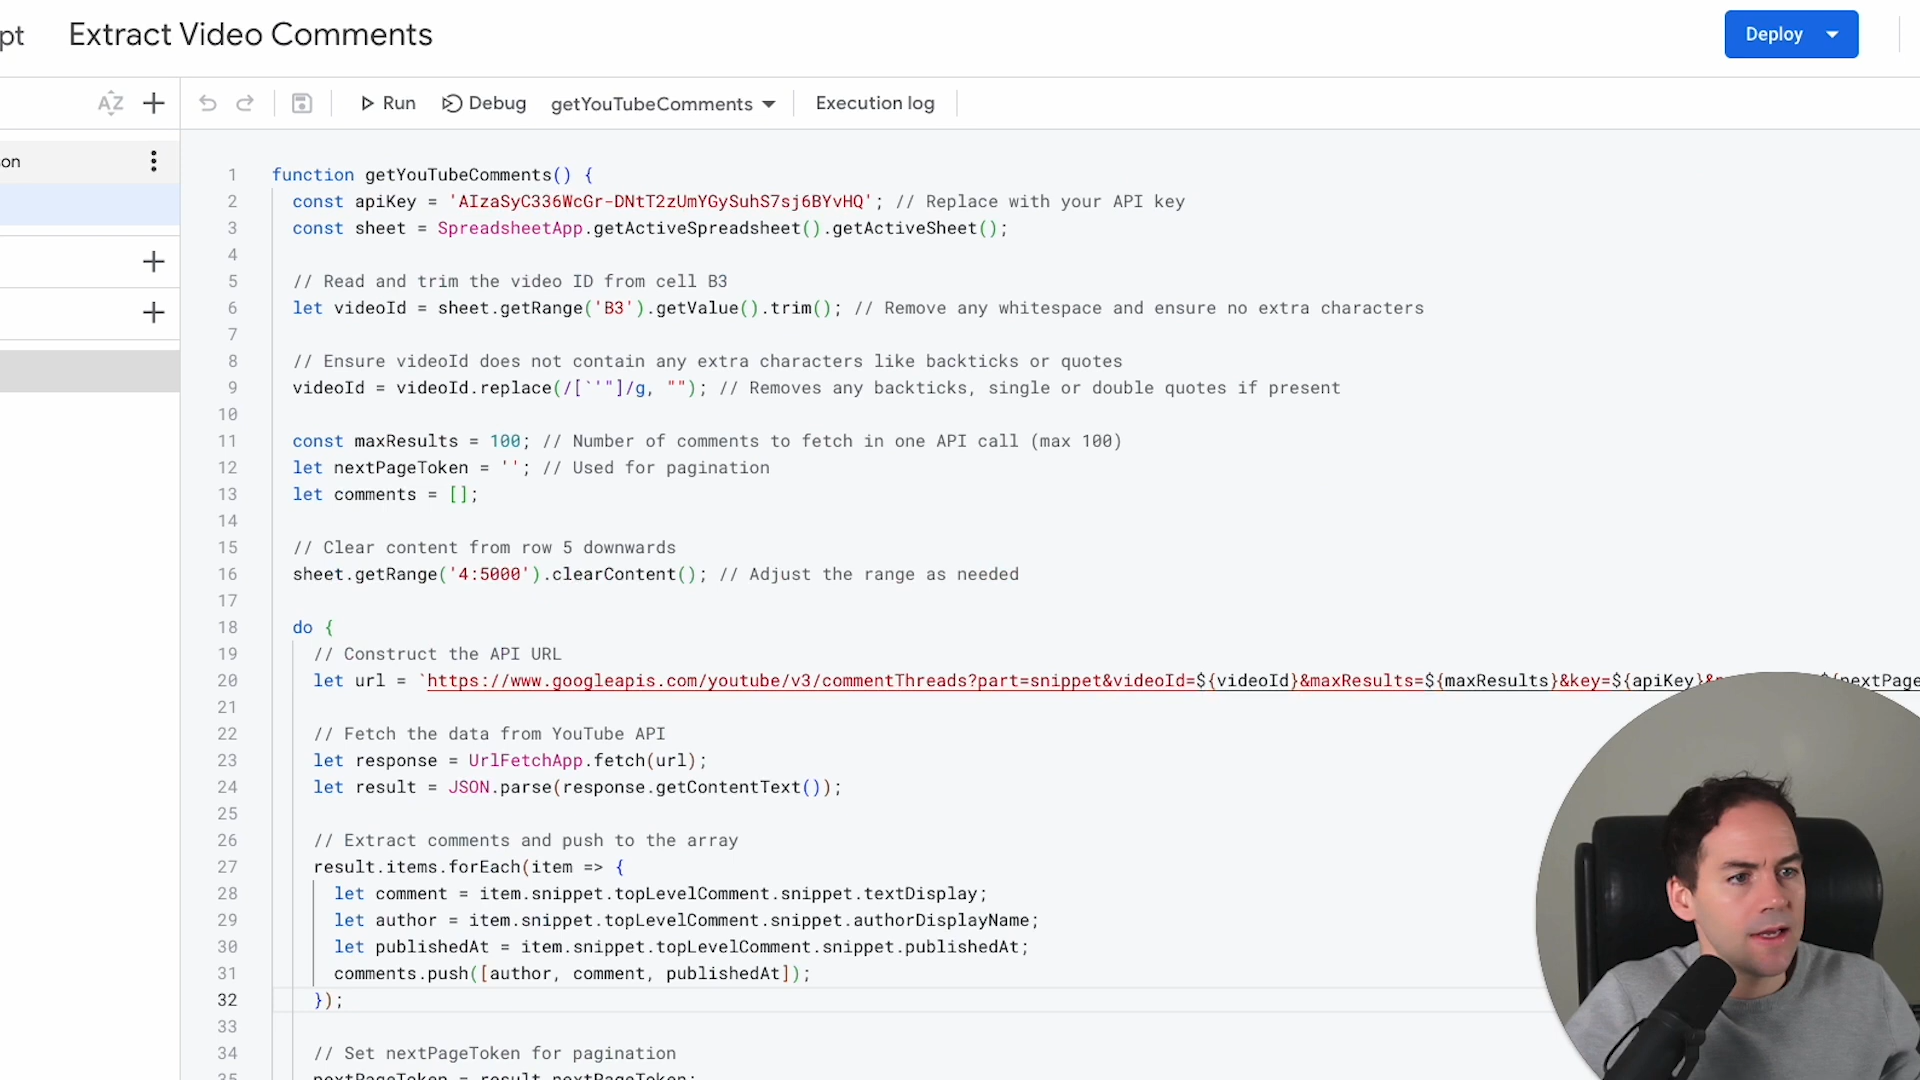 pt Extract Video Comments Deploy
Run Debug getYouTubeComments Execution log
on
1 function getYouTubeComments() {
2 const apiKey = 'AIzaSyC336WcGr-DNtT2zUmYGySuhS7sj6BYvHQ'; // Replace with your API key
3 const sheet = SpreadsheetApp.getActiveSpreadsheet().getActiveSheet();
4
5 // Read and trim the video ID from cell B3
6 let videoId = sheet.getRange('B3').getValue().trim(); // Remove any whitespace and ensure no extra characters
7
8 // Ensure videoId does not contain any extra characters like backticks or quotes
9 videoId = videoId.replace(/[`'"]/g, ""); // Removes any backticks, single or double quotes if present
10
11 const maxResults = 100; // Number of comments to fetch in one API call (max 100)
12 let nextPageToken = ''; // Used for pagination
13 let comments = [];
14
15 // Clear content from row 5 downwards
16 sheet.getRange('4:5000').clearContent(); // Adjust the range as needed
17
18 do {
19 // Construct the API URL
20 let url = `https://www.googleapis.com/youtube/v3/commentThreads?part=snippet&videoId=${videoId}&maxResults=${maxResults}&key=${apiKey}& ${nextPage
21
22 // Fetch the data from YouTube API
23 let response = UrlFetchApp.fetch(url);
24 let result = JSON.parse(response.getContentText());
25
26 // Extract comments and push to the array
27 result.items.forEach(item => {
28 let comment = item.snippet.topLevelComment.snippet.textDisplay;
29 let author = item.snippet.topLevelComment.snippet.authorDisplayName;
30 let publishedAt = item.snippet.topLevelComment.snippet.publishedAt;
31 comments.push([author, comment, publishedAt]);
32 });
33
34 // Set nextPageToken for pagination
35 nextPageToken = result.nextPageToken;